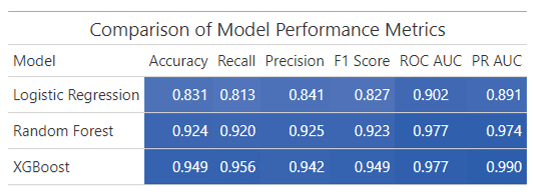 Comparison of Model Performance Metrics
Model Accuracy Recall Precision F1 Score ROC AUC PR AUC
Logistic Regression 0.831 0.813 0.841 0.827 0.902 0.891
Random Forest 0.924 0.920 0.925 0.923 0.977 0.974
XGBoost 0.949 0.956 0.942 0.949 0.977 0.990